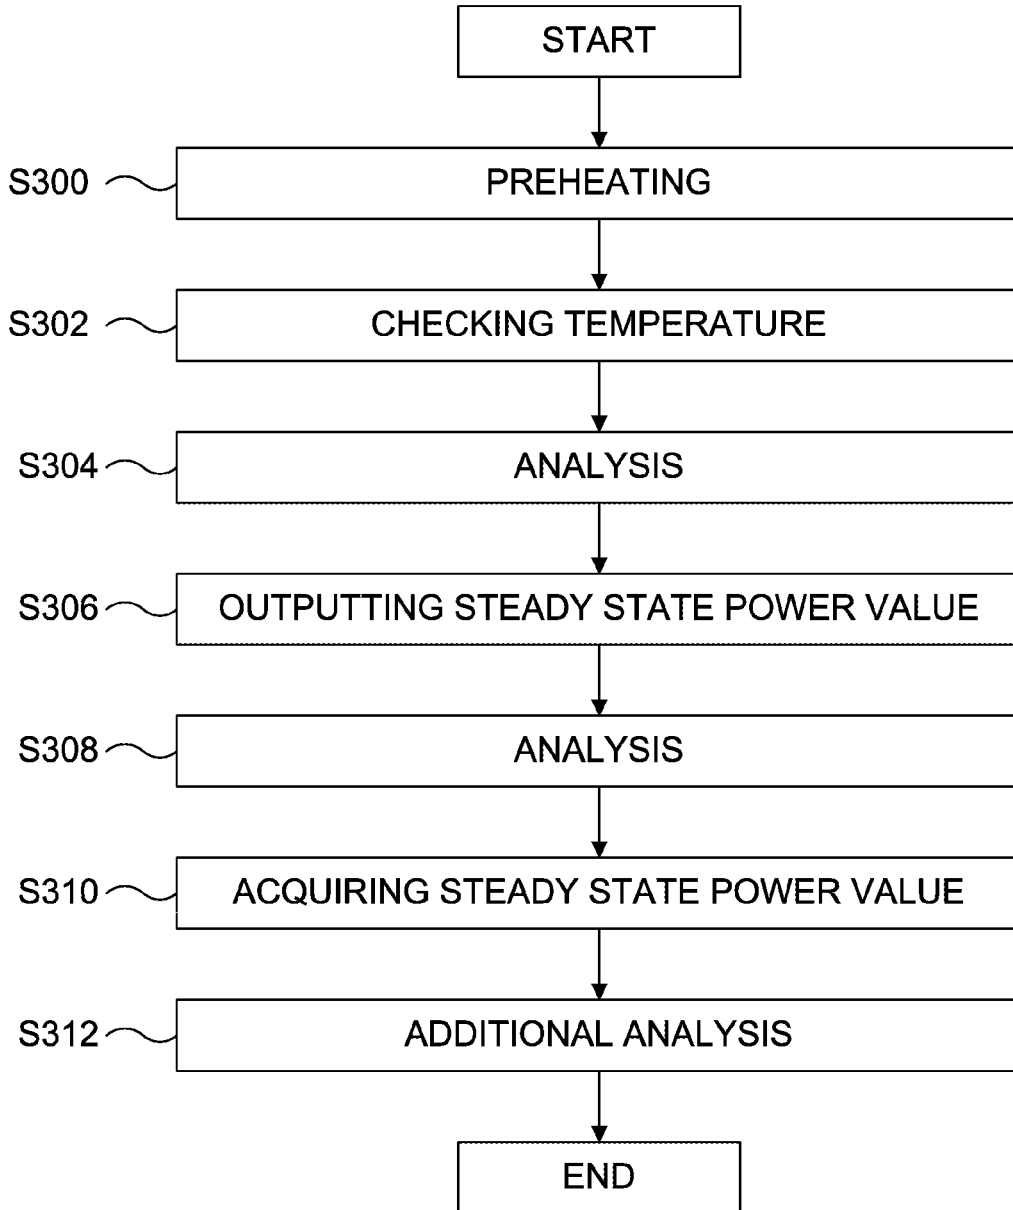 START
S300 PREHEATING
S302 CHECKING TEMPERATURE
S304 ANALYSIS
S306 OUTPUTTING STEADY STATE POWER VALUE
S308 ANALYSIS
S310 ACQUIRING STEADY STATE POWER VALUE
S312 ADDITIONAL ANALYSIS
END